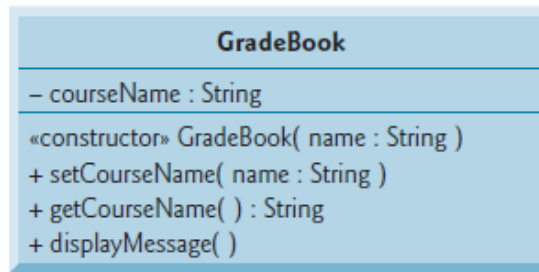 GradeBook
– courseName : String
«constructor» GradeBook( name : String )
+ setCourseName( name : String )
+ getCourseName( ) : String
+ displayMessage( )